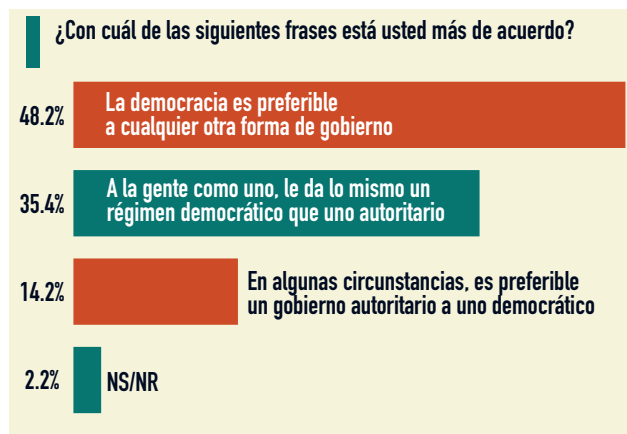 ¿Con cuál de las siguientes frases está usted más de acuerdo?
48.2%
La democracia es preferible
a cualquier otra forma de gobierno
35.4%
A la gente como uno, le da lo mismo un
régimen democrático que uno autoritario
14.2%
En algunas circunstancias, es preferible
un gobierno autoritario a uno democrático
2.2%
NS/NR